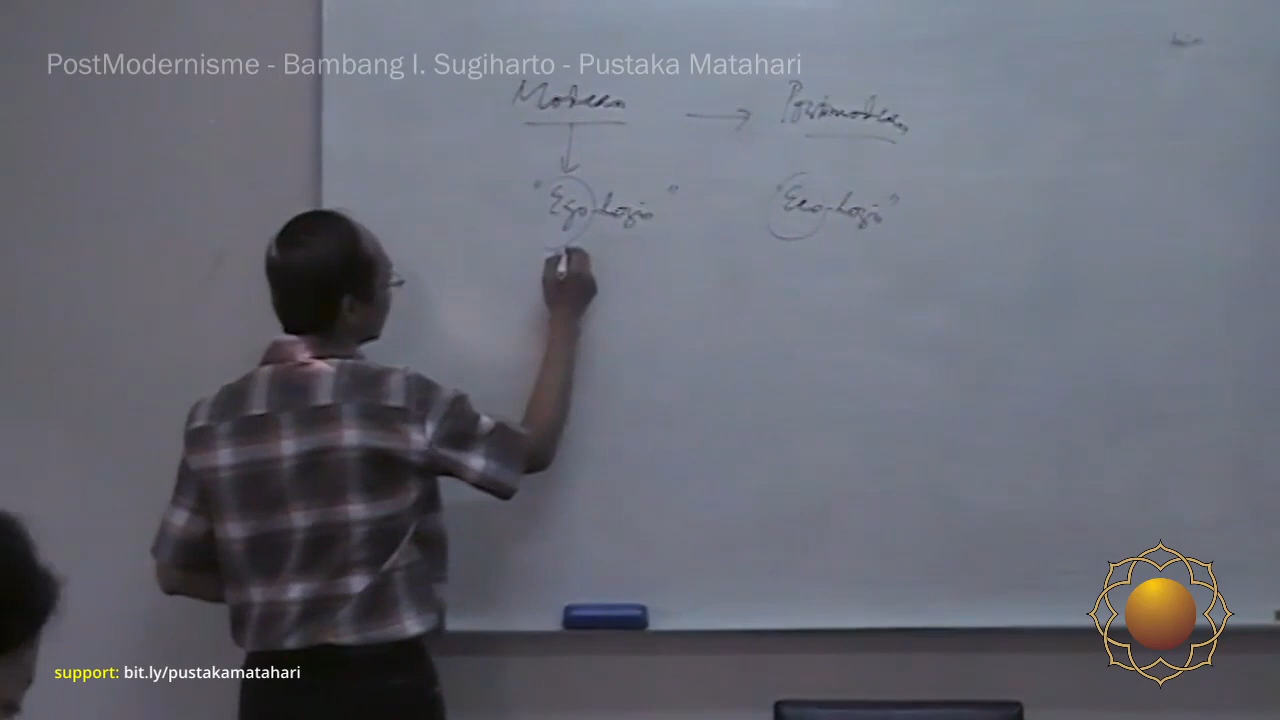 PostModernisme - Bambang I. Sugiharto - Pustaka Matahari
Modern → Postmodern
"Ego-Logis" "Eco-Logis"
support: bit.ly/pustakamatahari